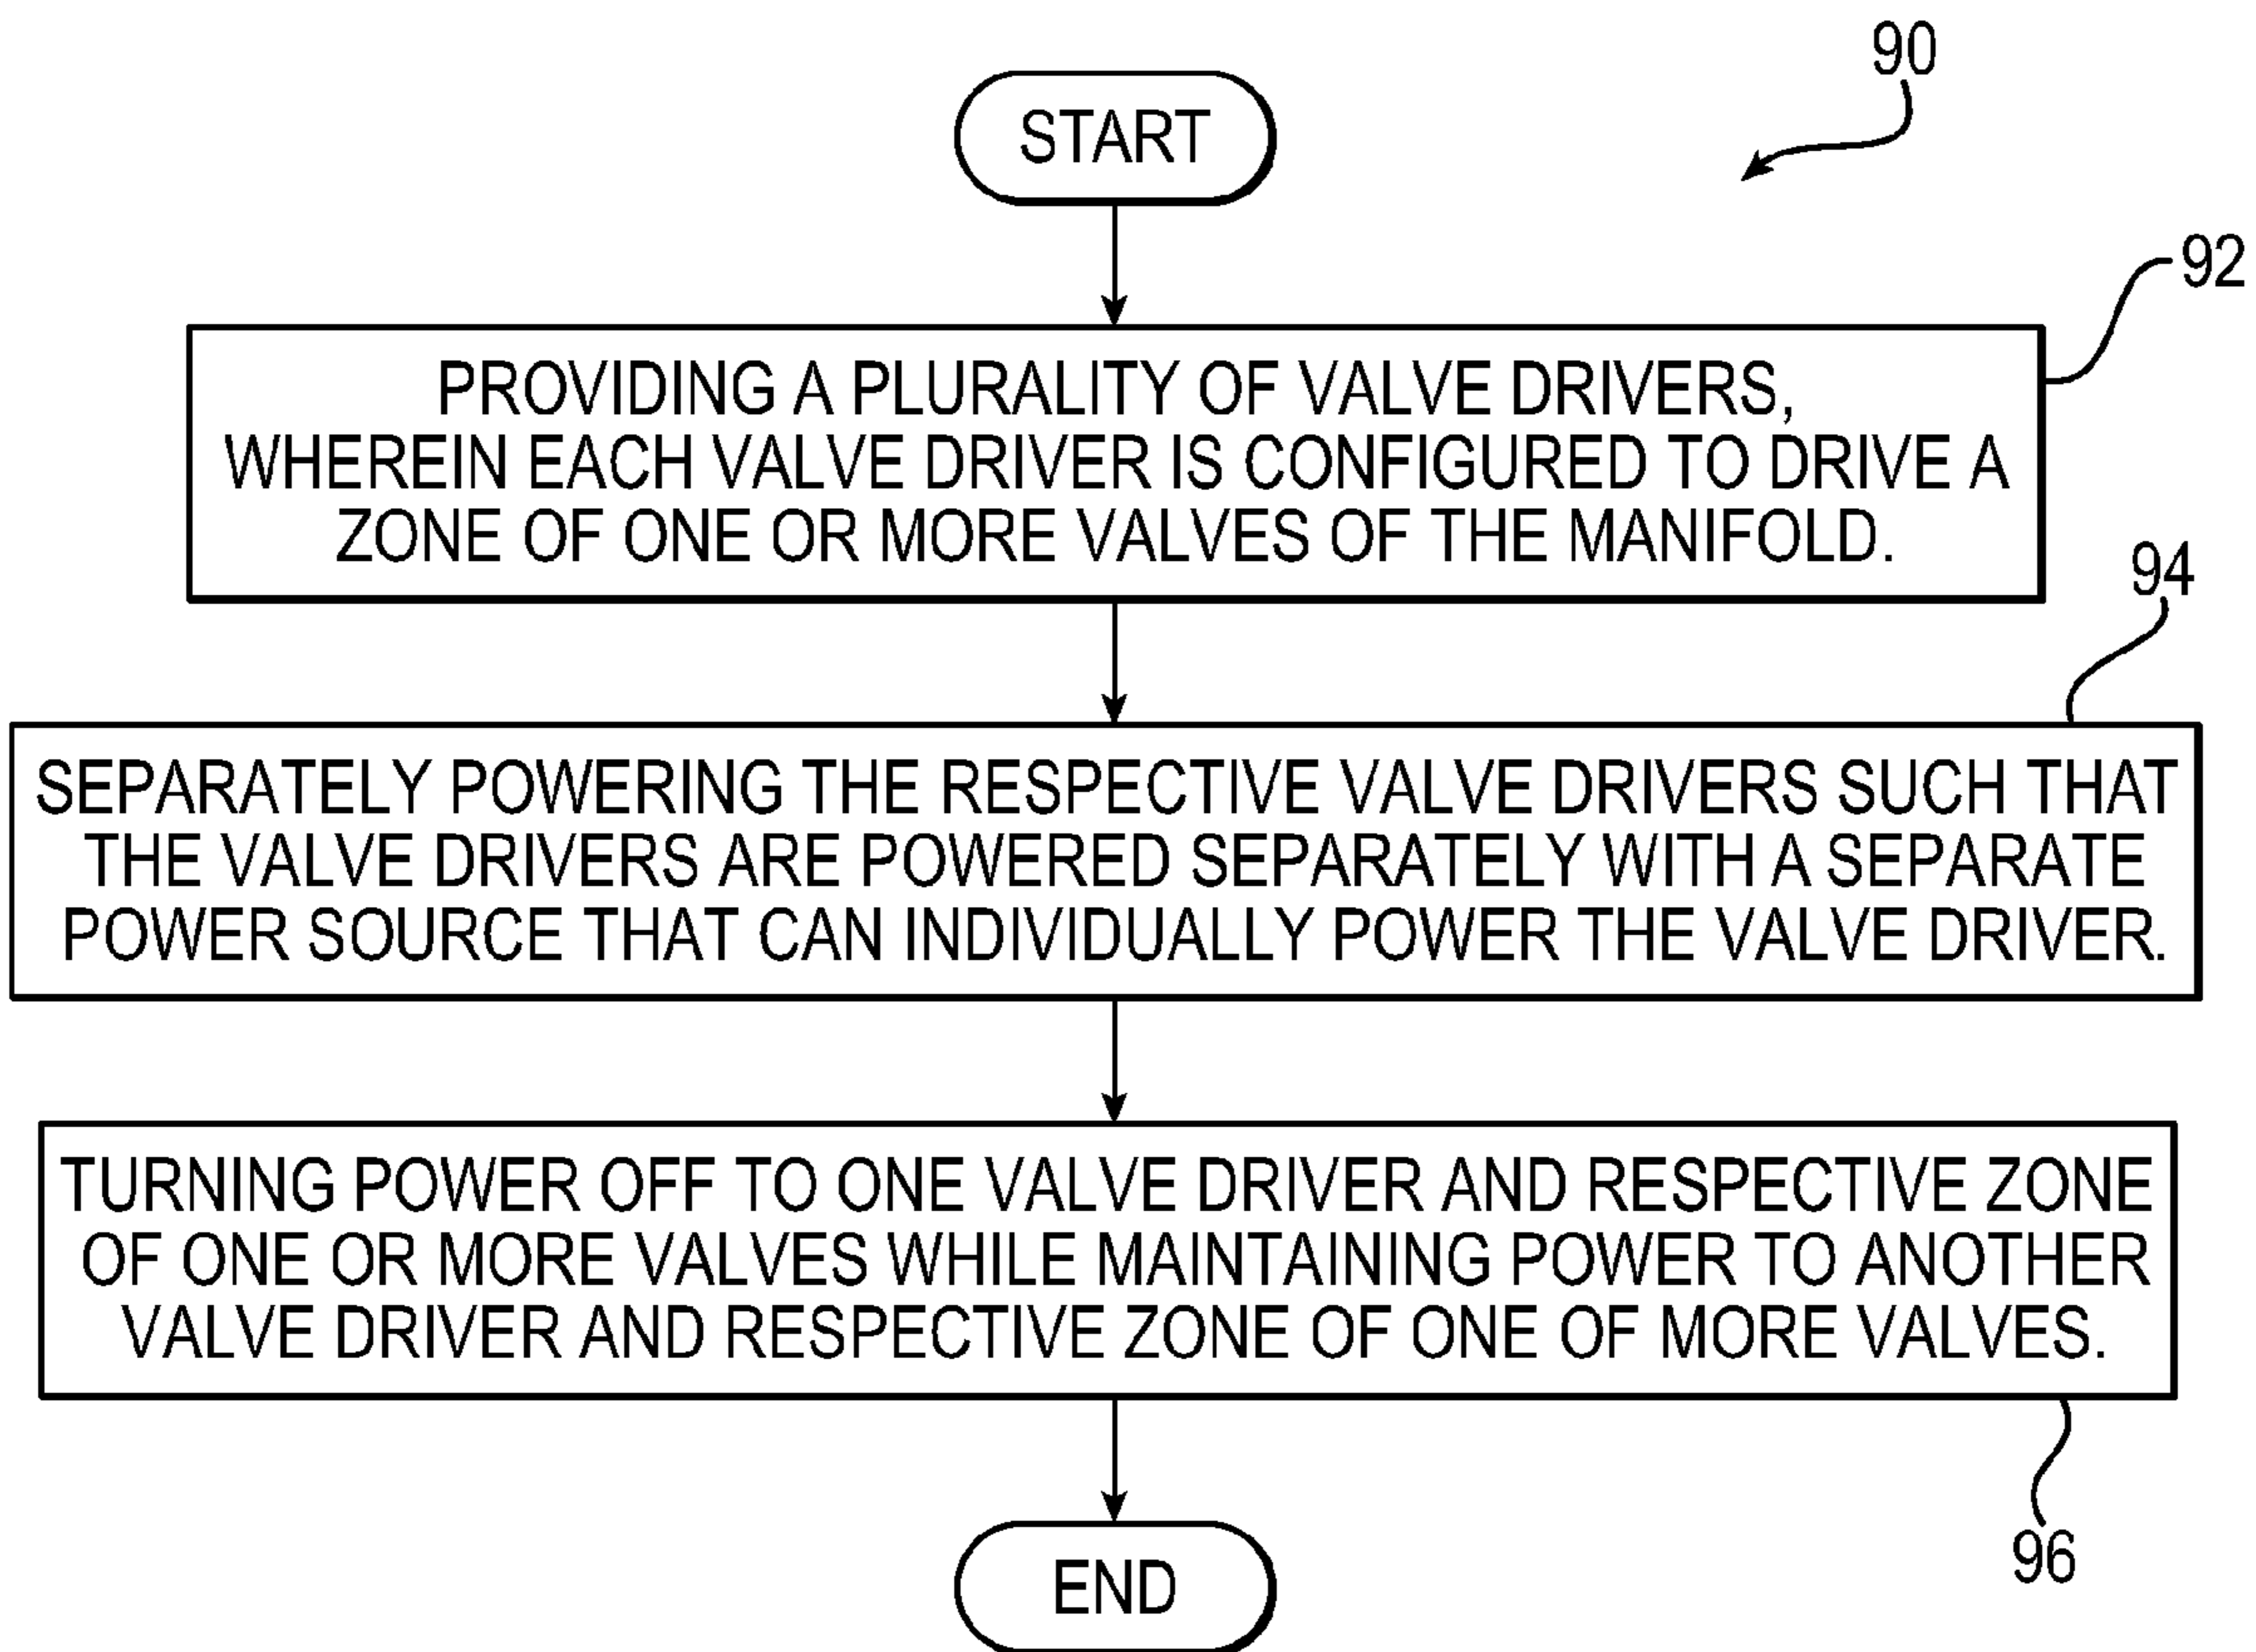 90
START
92
PROVIDING A PLURALITY OF VALVE DRIVERS,
WHEREIN EACH VALVE DRIVER IS CONFIGURED TO DRIVE A
ZONE OF ONE OR MORE VALVES OF THE MANIFOLD.
94
SEPARATELY POWERING THE RESPECTIVE VALVE DRIVERS SUCH THAT
THE VALVE DRIVERS ARE POWERED SEPARATELY WITH A SEPARATE
POWER SOURCE THAT CAN INDIVIDUALLY POWER THE VALVE DRIVER.
TURNING POWER OFF TO ONE VALVE DRIVER AND RESPECTIVE ZONE
OF ONE OR MORE VALVES WHILE MAINTAINING POWER TO ANOTHER
VALVE DRIVER AND RESPECTIVE ZONE OF ONE OF MORE VALVES.
96
END